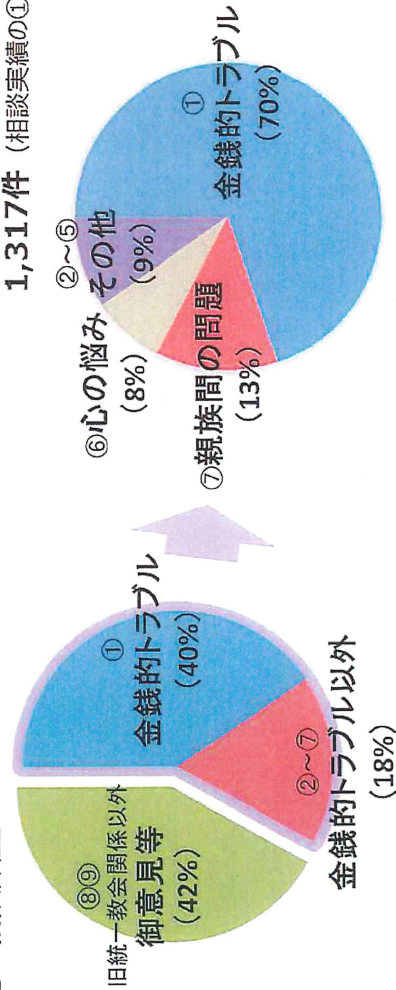 ⑧⑨
旧統一教会関係以外
御意見等
(42%)
①
金銭的トラブル
(40%)
②～⑦
金銭的トラブル以外
(18%)
1,317件（相談実績の①
①
金銭的トラブル
(70%)
②～⑤
その他
(9%)
⑥心の悩み
(8%)
⑦親族間の問題
(13%)